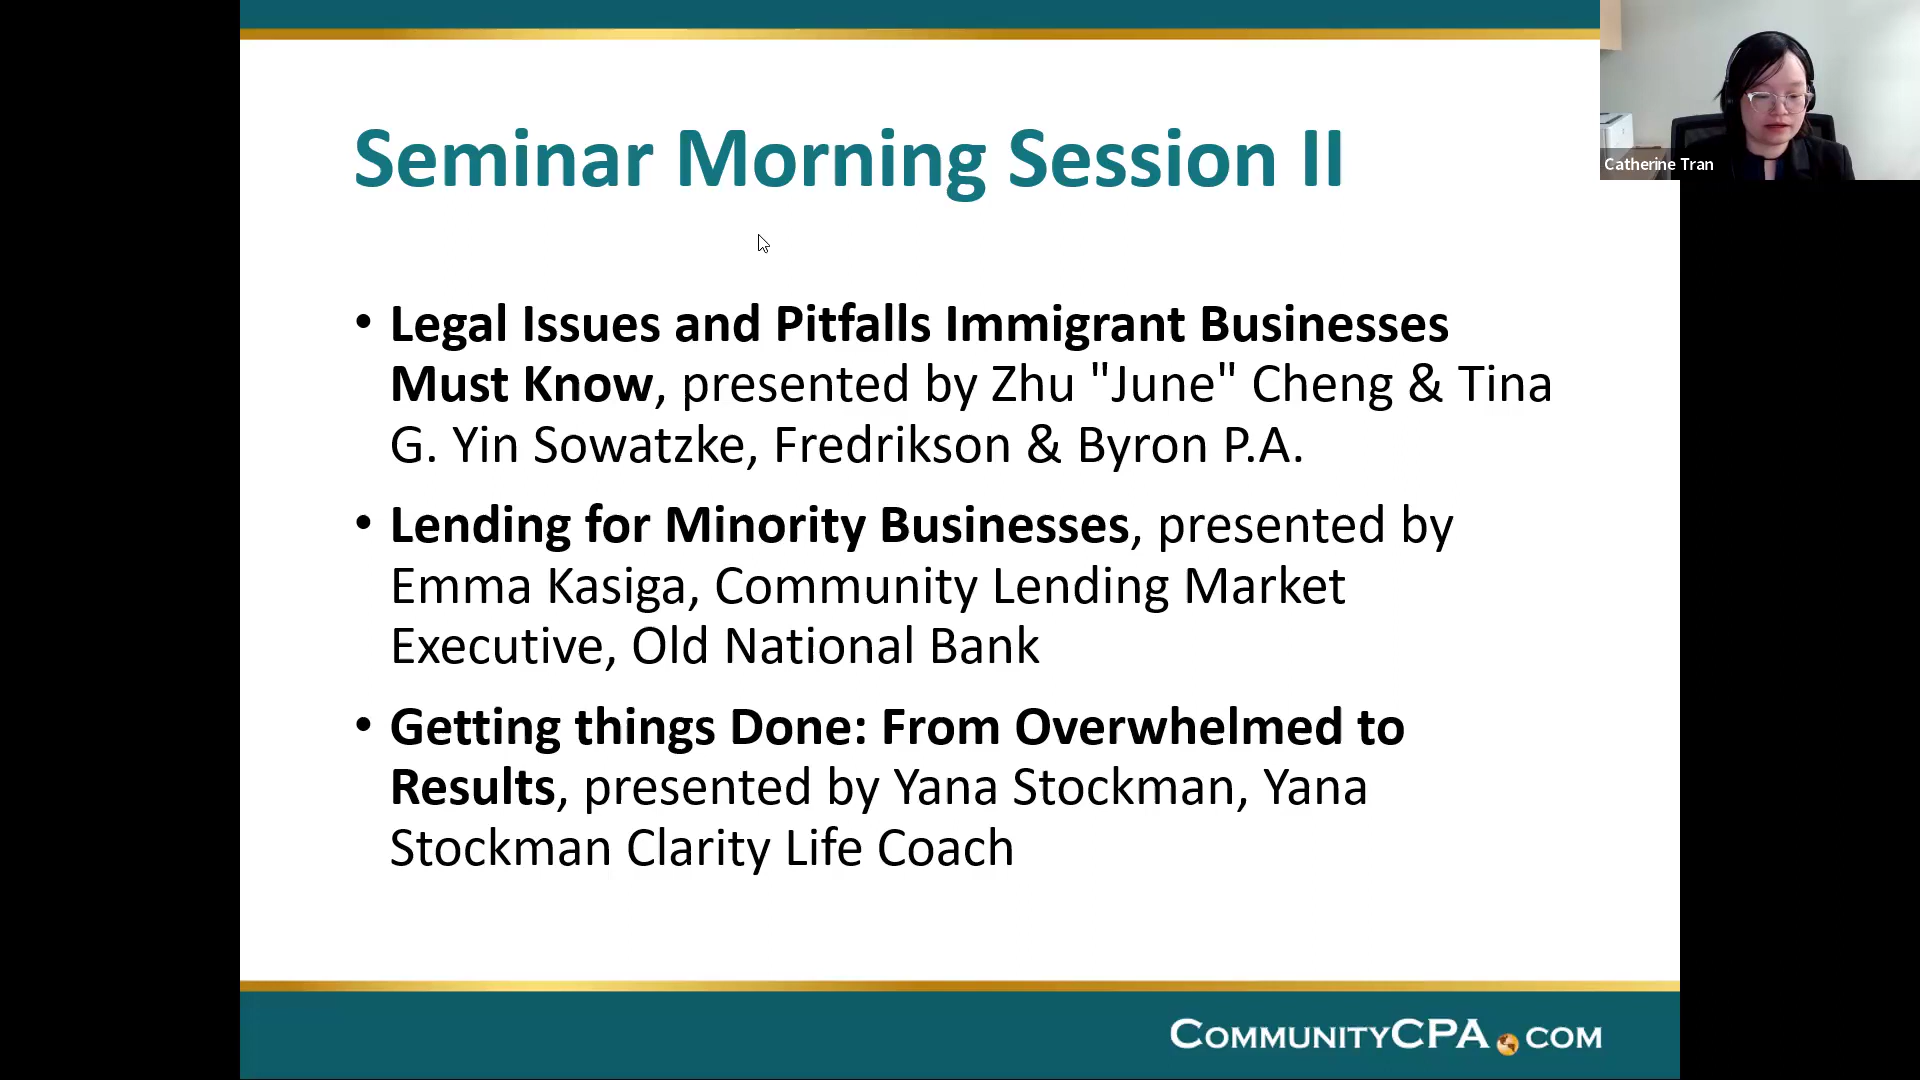 Seminar Morning Session II
Catherine Tran
• Legal Issues and Pitfalls Immigrant Businesses
Must Know, presented by Zhu "June" Cheng & Tina
G. Yin Sowatzke, Fredrikson & Byron P.A.
• Lending for Minority Businesses, presented by
Emma Kasiga, Community Lending Market
Executive, Old National Bank
• Getting things Done: From Overwhelmed to
Results, presented by Yana Stockman, Yana
Stockman Clarity Life Coach
COMMUNITYCPA.COM